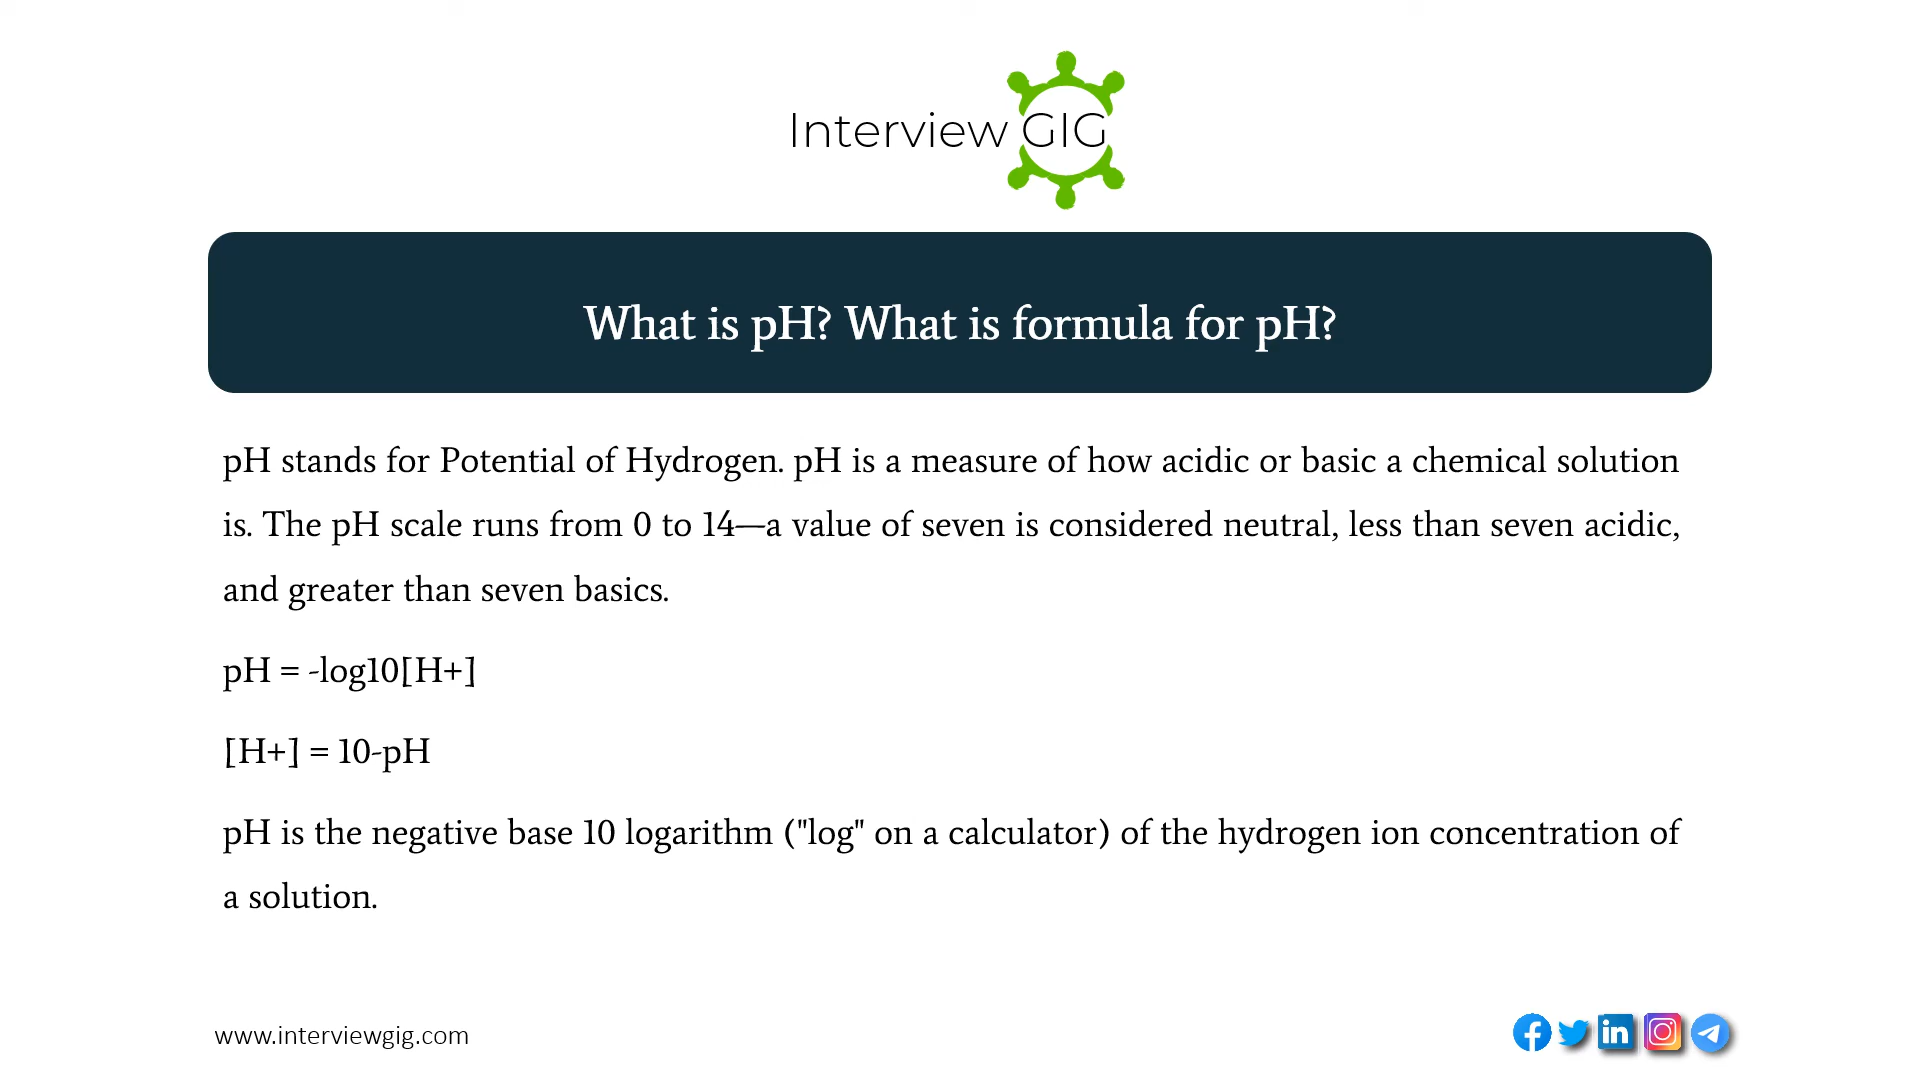 Interview GIG
What is pH? What is formula for pH?
pH stands for Potential of Hydrogen. pH is a measure of how acidic or basic a chemical solution
is. The pH scale runs from 0 to 14—a value of seven is considered neutral, less than seven acidic,
and greater than seven basics.
pH = -log10[H+]
[H+] = 10-pH
pH is the negative base 10 logarithm ("log" on a calculator) of the hydrogen ion concentration of
a solution.
www.interviewgig.com